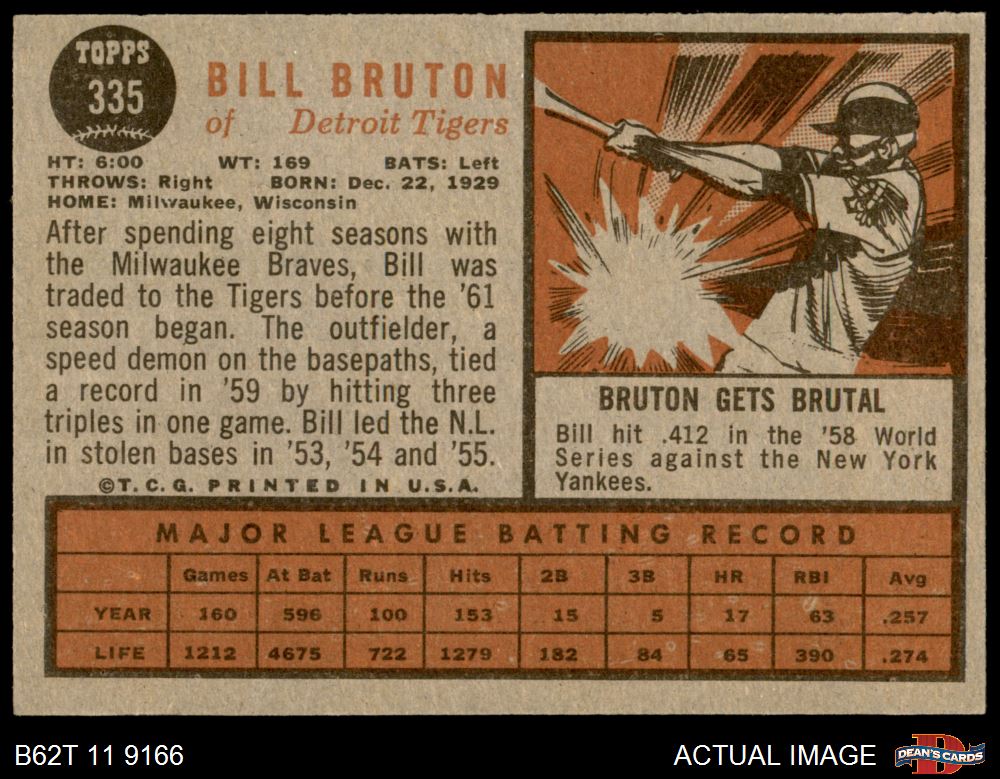 TOPPS
335
BILL BRUTON
of Detroit Tigers
HT: 6:00 WT: 169 BATS: Left
THROWS: Right BORN: Dec. 22, 1929
HOME: Milwaukee, Wisconsin
After spending eight seasons with
the Milwaukee Braves, Bill was
traded to the Tigers before the '61
season began. The outfielder, a
speed demon on the basepaths, tied
a record in '59 by hitting three
triples in one game. Bill led the N.L.
in stolen bases in '53, '54 and '55.
©T. C. G. PRINTED IN U.S.A.
BRUTON GETS BRUTAL
Bill hit .412 in the '58 World
Series against the New York
Yankees.
MAJOR LEAGUE BATTING RECORD
Games At Bat Runs Hits 2B 3B HR RBI Avg
YEAR 160 596 100 153 15 5 17 63 .257
LIFE 1212 4675 722 1279 182 84 65 390 .274
B62T 11 9166
ACTUAL IMAGE
DEAN'S CARDS